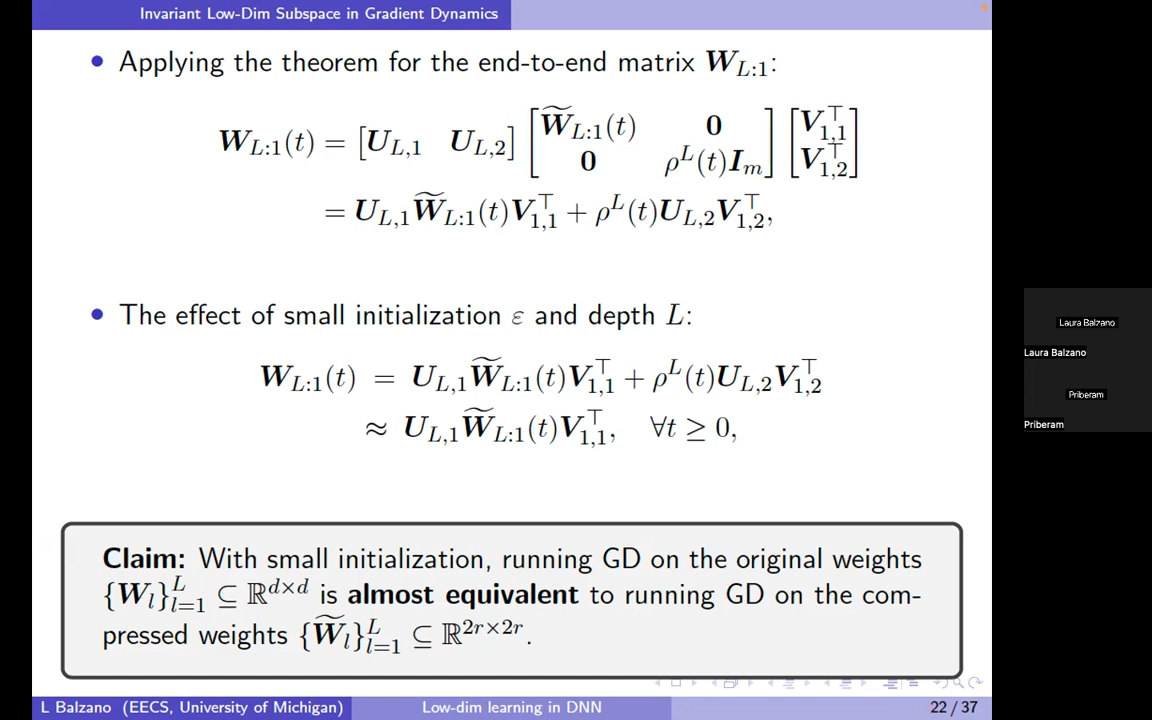 Invariant Low-Dim Subspace in Gradient Dynamics
• Applying the theorem for the end-to-end matrix W_{L:1}:
W_{L:1}(t) = [U_{L,1} U_{L,2}] [W̃_{L:1}(t) 0; 0 ρ^L(t)I_m] [V_{1,1}^⊤; V_{1,2}^⊤]
= U_{L,1}W̃_{L:1}(t)V_{1,1}^⊤ + ρ^L(t)U_{L,2}V_{1,2}^⊤,
• The effect of small initialization ε and depth L:
W_{L:1}(t) = U_{L,1}W̃_{L:1}(t)V_{1,1}^⊤ + ρ^L(t)U_{L,2}V_{1,2}^⊤
≈ U_{L,1}W̃_{L:1}(t)V_{1,1}^⊤, ∀t ≥ 0,
Claim: With small initialization, running GD on the original weights
{W_l}_{l=1}^L ⊆ ℝ^{d×d} is almost equivalent to running GD on the com-
pressed weights {W̃_l}_{l=1}^L ⊆ ℝ^{2r×2r}.
L Balzano (EECS, University of Michigan) Low-dim learning in DNN 22 / 37
Laura Balzano
Laura Balzano
Priberam
Priberam